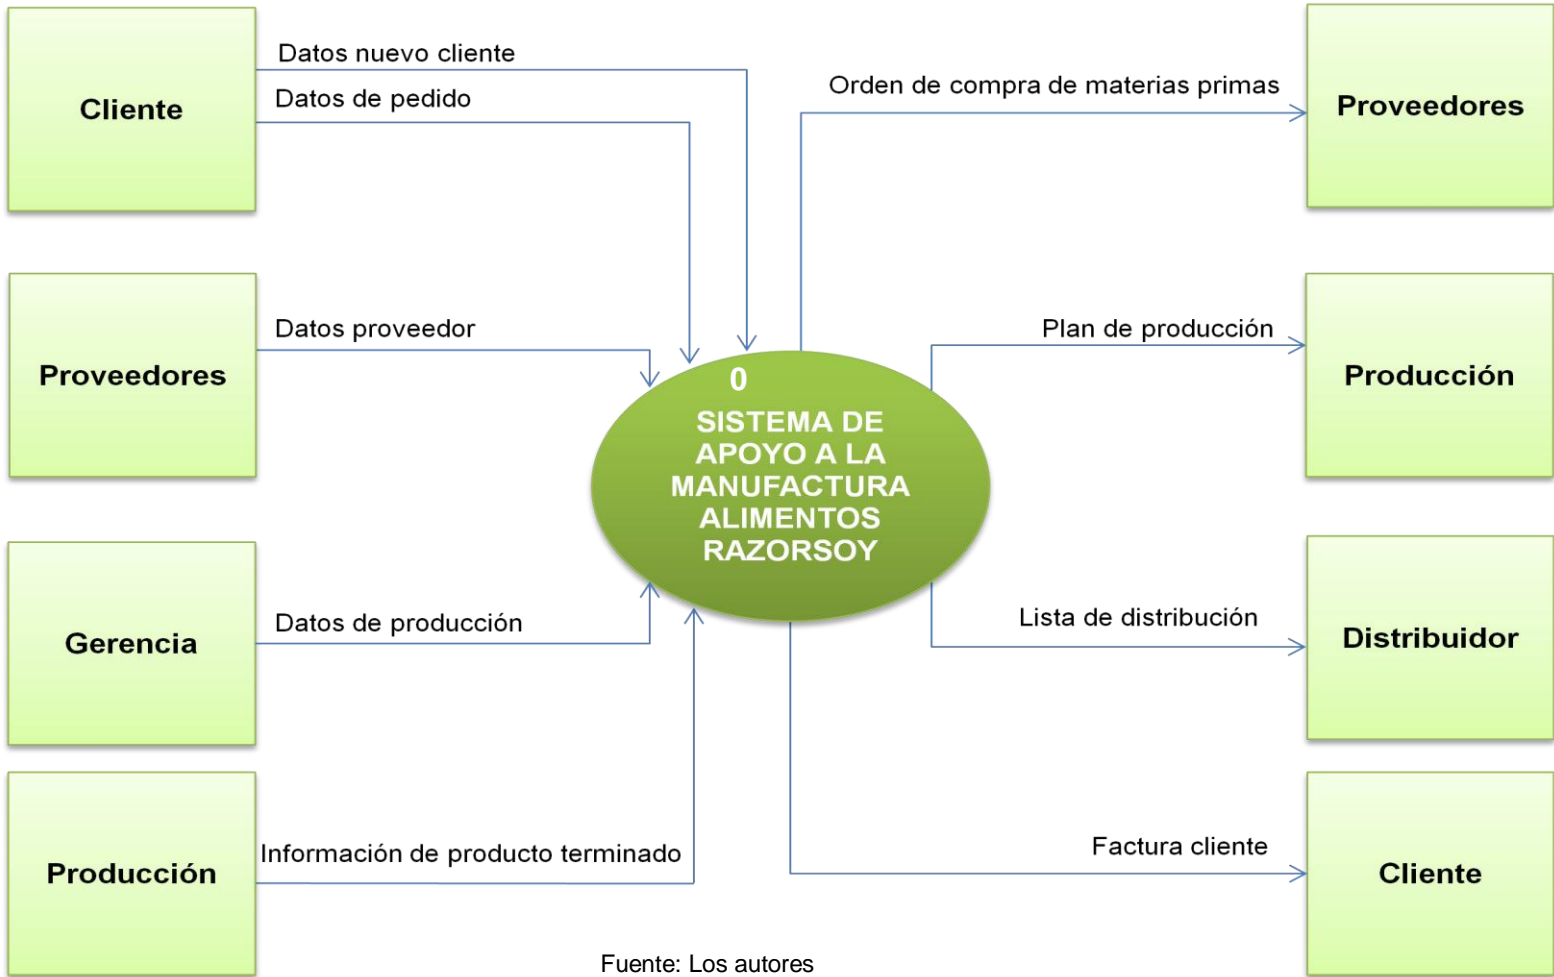 Cliente
Datos nuevo cliente
Datos de pedido
Orden de compra de materias primas
Proveedores
Proveedores
Datos proveedor
Plan de producción
Producción
0
SISTEMA DE
APOYO A LA
MANUFACTURA
ALIMENTOS
RAZORSOY
Gerencia
Datos de producción
Lista de distribución
Distribuidor
Producción
Información de producto terminado
Factura cliente
Cliente
Fuente: Los autores